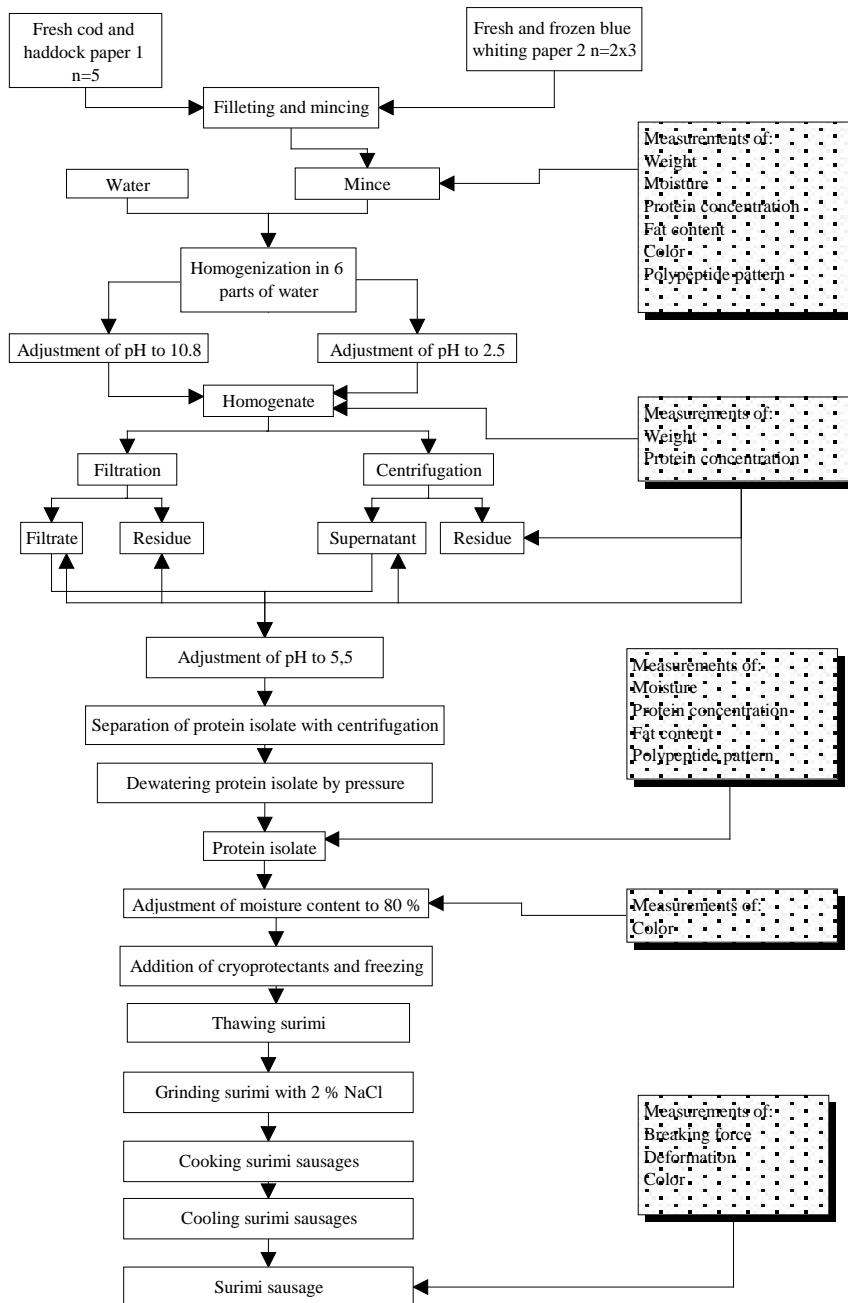 Fresh cod and
haddock paper 1
n=5
Fresh and frozen blue
whiting paper 2 n=2x3
Filleting and mincing
Measurements of:
Weight
Moisture
Protein concentration
Fat content
Color
Polypeptide pattern
Water
Mince
Homogenization in 6
parts of water
Adjustment of pH to 10.8
Adjustment of pH to 2.5
Homogenate
Measurements of:
Weight
Protein concentration
Filtration
Centrifugation
Filtrate
Residue
Supernatant
Residue
Adjustment of pH to 5,5
Measurements of:
Moisture
Protein concentration
Fat content
Polypeptide pattern
Separation of protein isolate with centrifugation
Dewatering protein isolate by pressure
Protein isolate
Adjustment of moisture content to 80 %
Measurements of:
Color
Addition of cryoprotectants and freezing
Thawing surimi
Grinding surimi with 2 % NaCl
Measurements of:
Breaking force
Deformation
Color
Cooking surimi sausages
Cooling surimi sausages
Surimi sausage